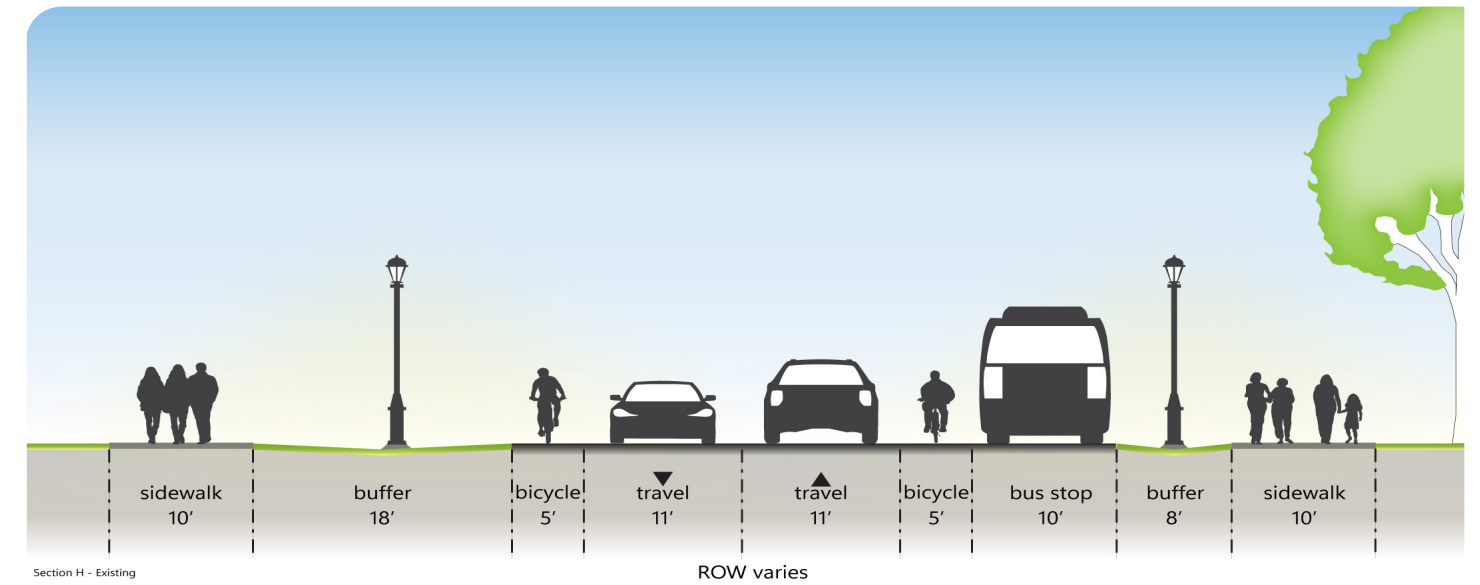 sidewalk
10′
buffer
18′
bicycle
5′
▼
travel
11′
▲
travel
11′
bicycle
5′
bus stop
10′
buffer
8′
sidewalk
10′
Section H - Existing
ROW varies